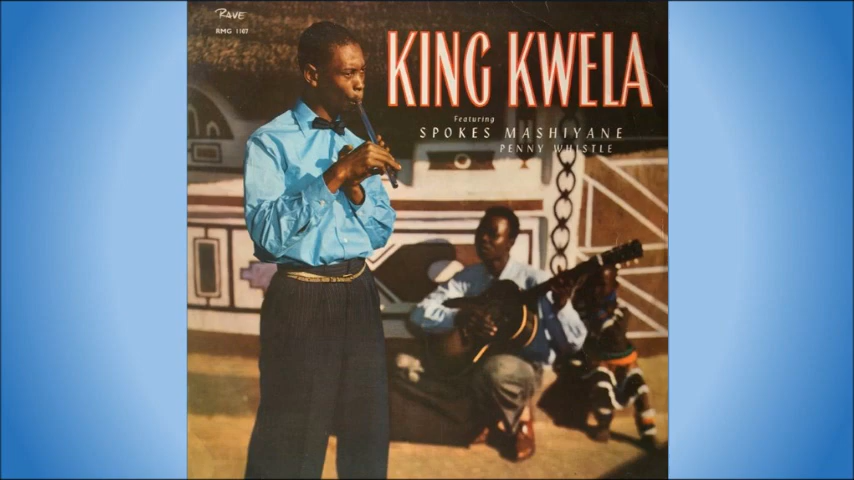 RAVE
RMG 1107
KING KWELA
Featuring
SPOKES MASHIYANE
PENNY WHISTLE